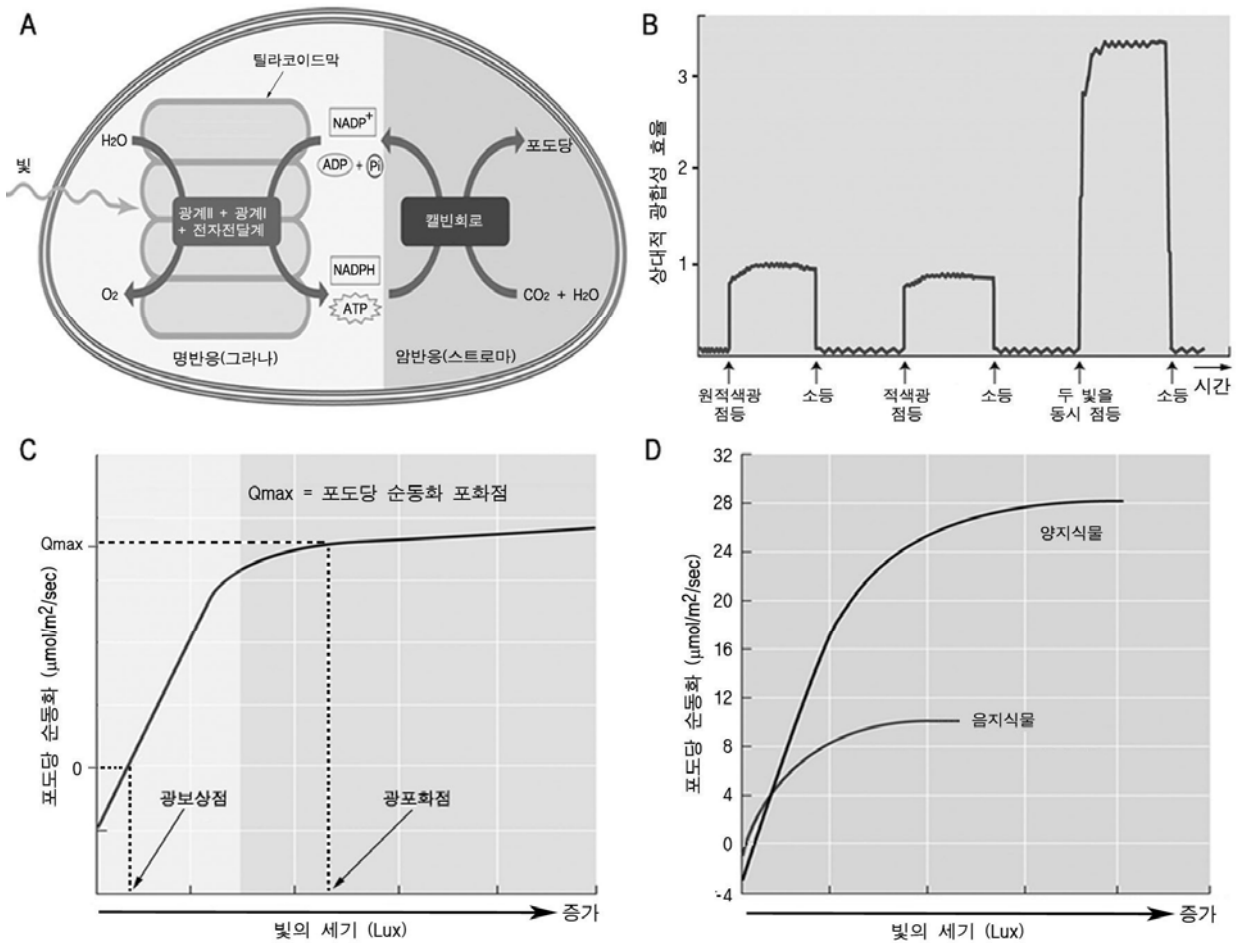 A
틸라코이드막
H2O
NADP+
포도당
빛
ADP + Pi
광계II + 광계I
+ 전자전달계
캘빈회로
NADPH
O2
ATP
CO2 + H2O
명반응(그라나)
암반응(스트로마)
B
상대적 광합성 효율
3
2
1
원적색광
점등
소등
적색광
점등
소등
두 빛을
동시 점등
소등
시간
C
Qmax = 포도당 순동화 포화점
Qmax
포도당 순동화 (μmol/m2/sec)
0
광보상점
광포화점
빛의 세기 (Lux)
증가
D
포도당 순동화 (μmol/m2/sec)
32
28
24
20
16
12
8
4
0
-4
양지식물
음지식물
빛의 세기 (Lux)
증가